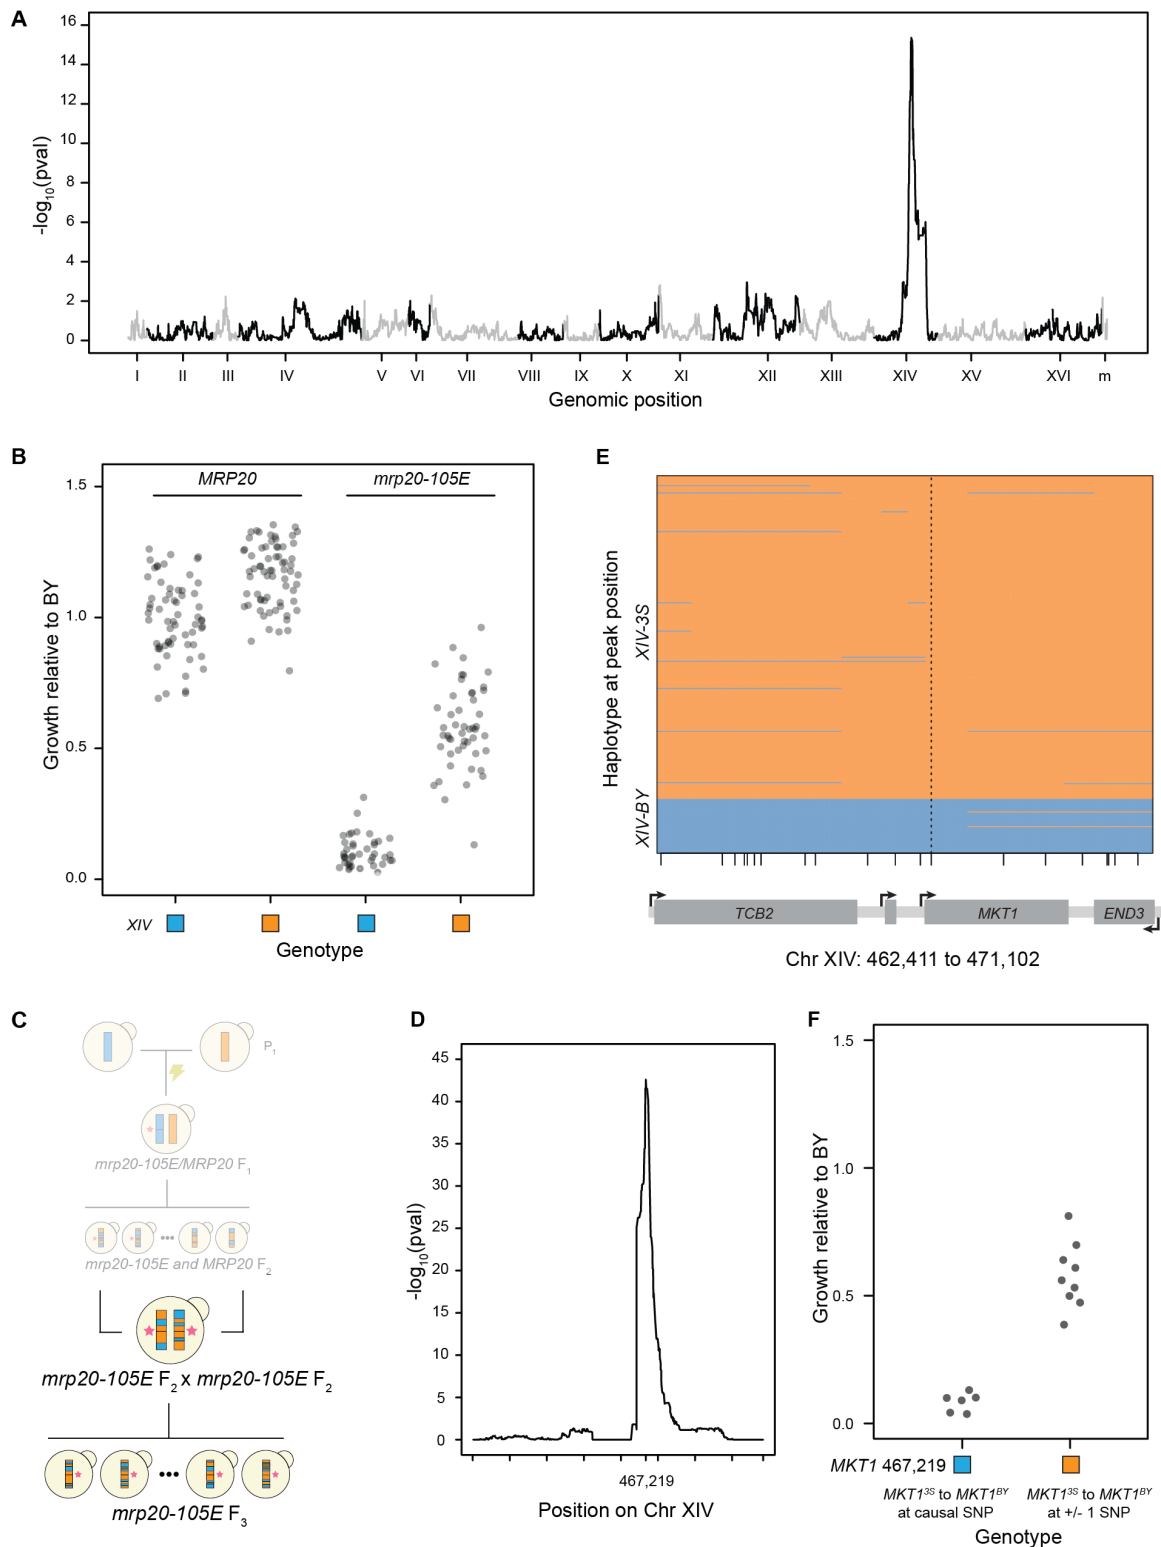 A
16
14
12
10
8
6
4
2
0
-log10(pval)
I II III IV V VI VII VIII IX X XI XII XIII XIV XV XVI m
Genomic position
B
MRP20 mrp20-105E
1.5
1.0
0.5
0.0
Growth relative to BY
XIV
Genotype
E
Haplotype at peak position
XIV-3S
XIV-BY
TCB2 MKT1 END3
Chr XIV: 462,411 to 471,102
C
P1
mrp20-105E/MRP20 F1
mrp20-105E and MRP20 F2
mrp20-105E F2 x mrp20-105E F2
mrp20-105E F3
D
45
40
35
30
25
20
15
10
5
0
-log10(pval)
467,219
Position on Chr XIV
F
1.5
1.0
0.5
0.0
Growth relative to BY
MKT1 467,219
MKT13S to MKT1BY
at causal SNP
MKT13S to MKT1BY
at +/- 1 SNP
Genotype